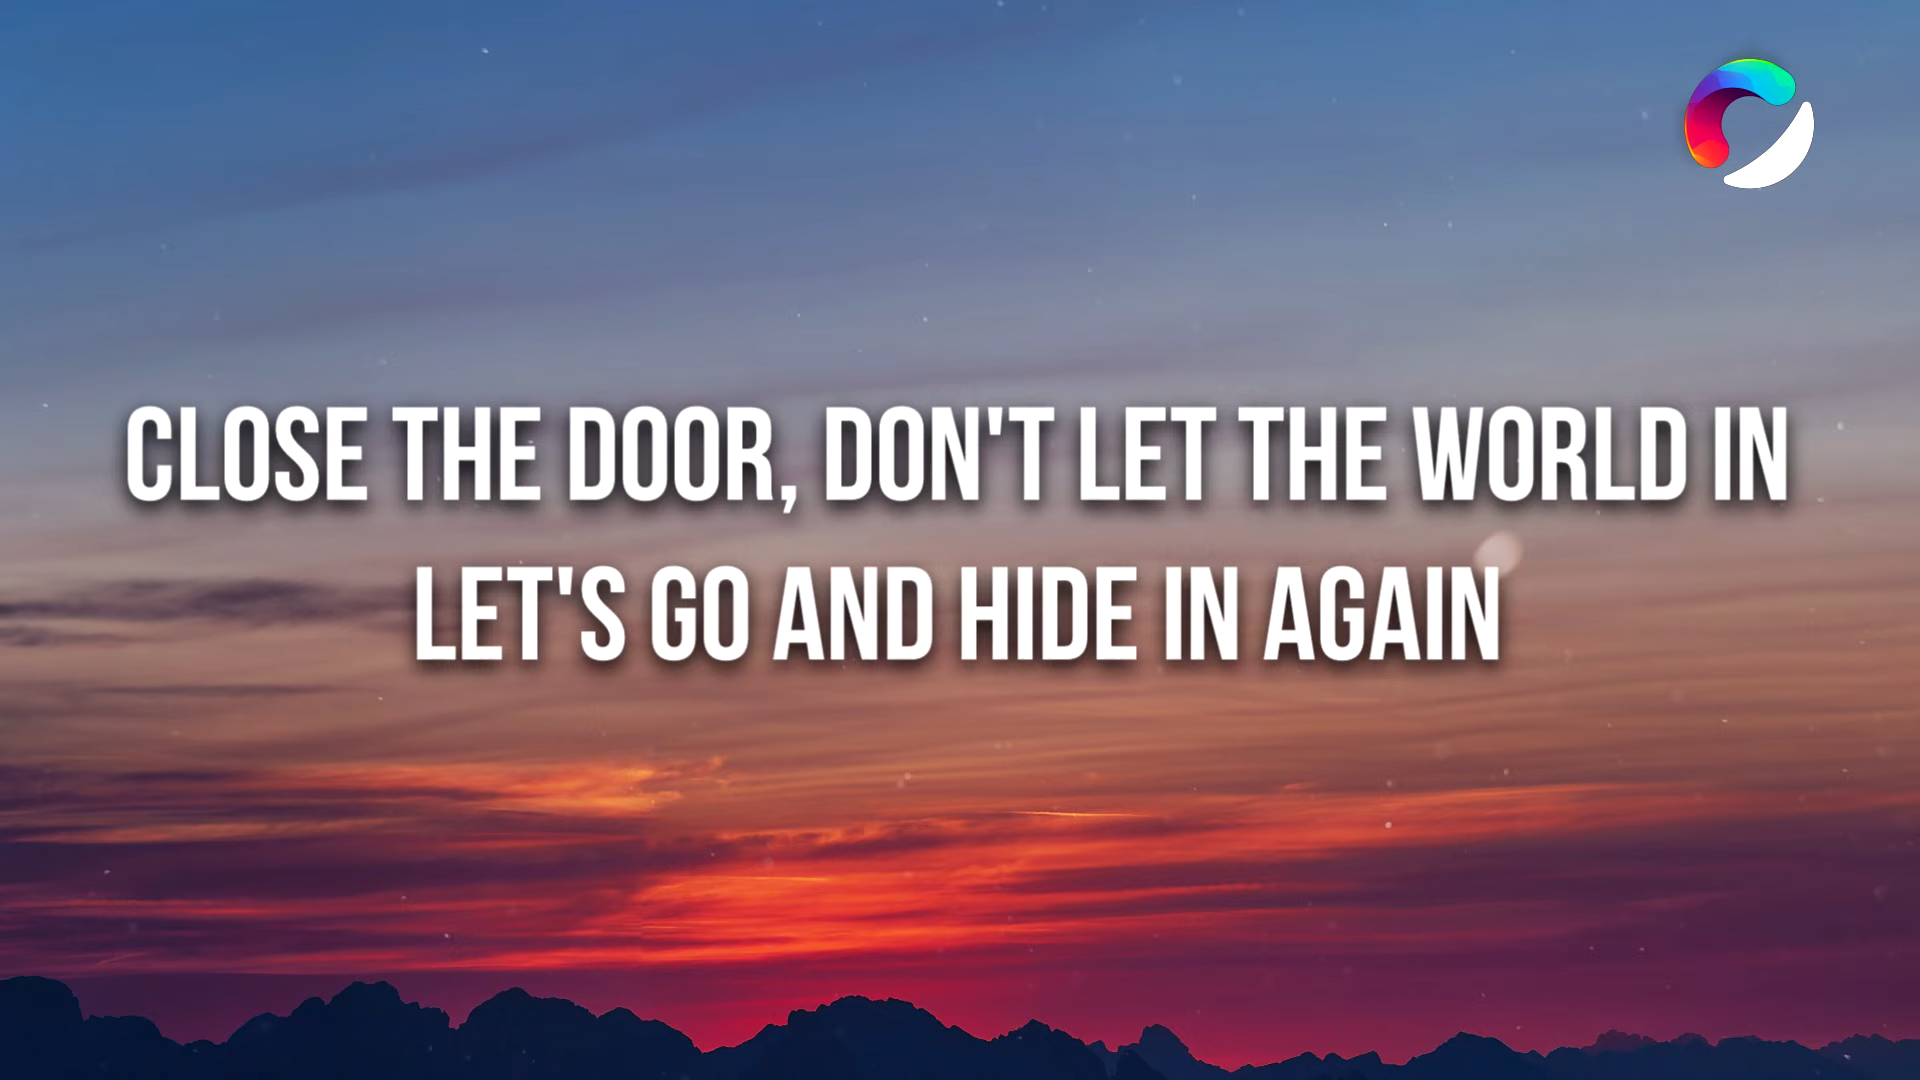 CLOSE THE DOOR, DON'T LET THE WORLD IN
LET'S GO AND HIDE IN AGAIN